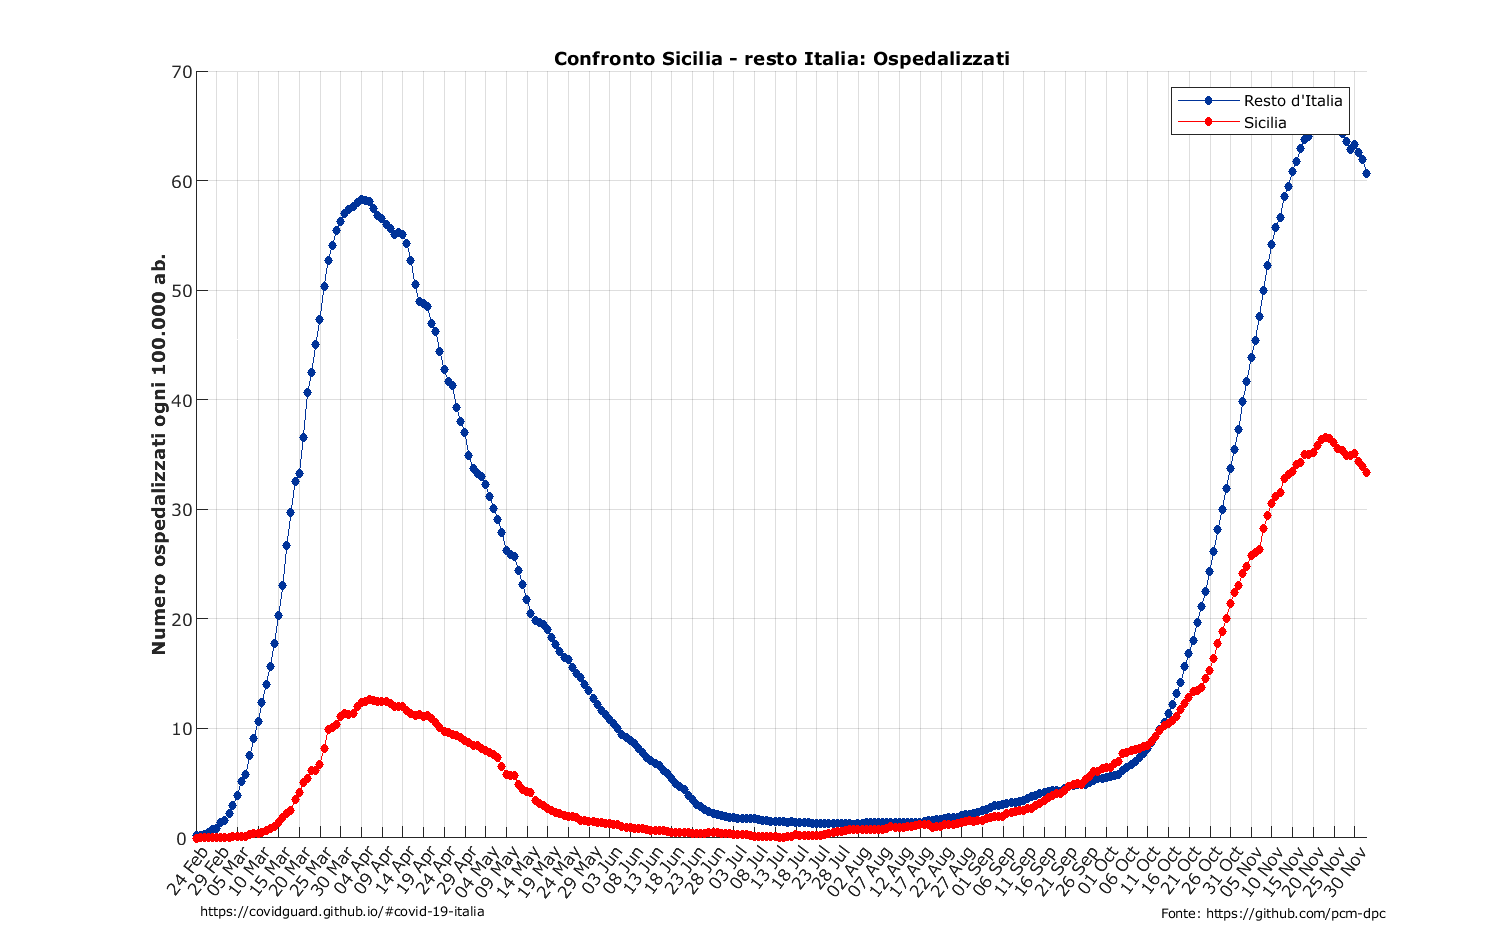 Confronto Sicilia - resto Italia: Ospedalizzati
Numero ospedalizzati ogni 100.000 ab.
70
60
50
40
30
20
10
0
Resto d'Italia
Sicilia
24 Feb
29 Feb
05 Mar
10 Mar
15 Mar
20 Mar
25 Mar
30 Mar
04 Apr
09 Apr
14 Apr
19 Apr
24 Apr
29 Apr
04 May
09 May
14 May
19 May
24 May
29 May
03 Jun
08 Jun
13 Jun
18 Jun
23 Jun
28 Jun
03 Jul
08 Jul
13 Jul
18 Jul
23 Jul
28 Jul
02 Aug
07 Aug
12 Aug
17 Aug
22 Aug
27 Aug
01 Sep
06 Sep
11 Sep
16 Sep
21 Sep
26 Sep
01 Oct
06 Oct
11 Oct
16 Oct
21 Oct
26 Oct
31 Oct
05 Nov
10 Nov
15 Nov
20 Nov
25 Nov
30 Nov
https://covidguard.github.io/#covid-19-italia
Fonte: https://github.com/pcm-dpc